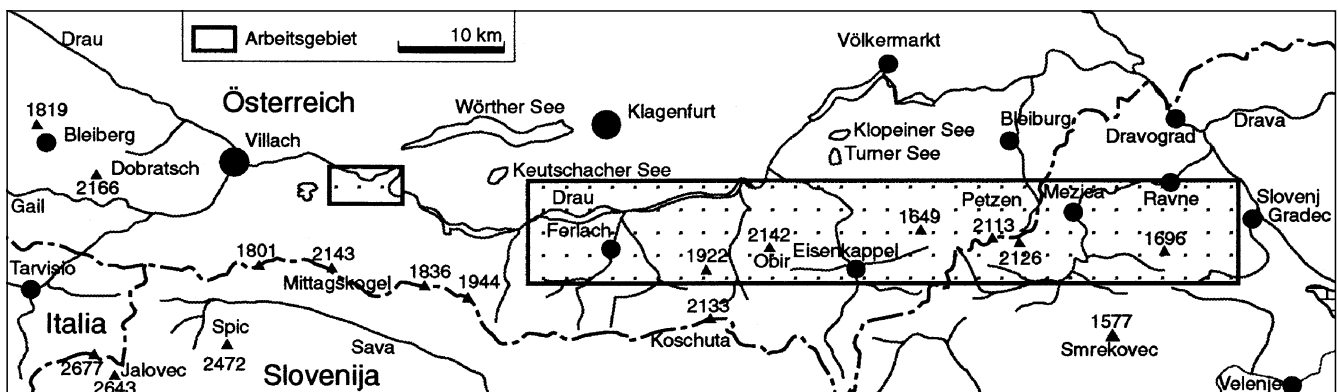 Drau
Arbeitsgebiet
10 km
Völkermarkt
1819
Bleiberg
Österreich
Wörther See
Klagenfurt
Villach
Klopeiner See
Turner See
Bleiburg
Dravograd
Drava
Dobratsch
2166
Keutschacher See
Gail
Drau
Ferlach
Petzen
Mezica
Ravne
Slovenj
Gradec
1649
2113
2126
1696
2142
Obir
Eisenkappel
1922
1801
2143
Mittagskogel
1836
1944
Tarvisio
2133
Koschuta
1577
Smrekovec
Italia
Spic
2472
Sava
2677
Jalovec
2643
Slovenija
Velenje